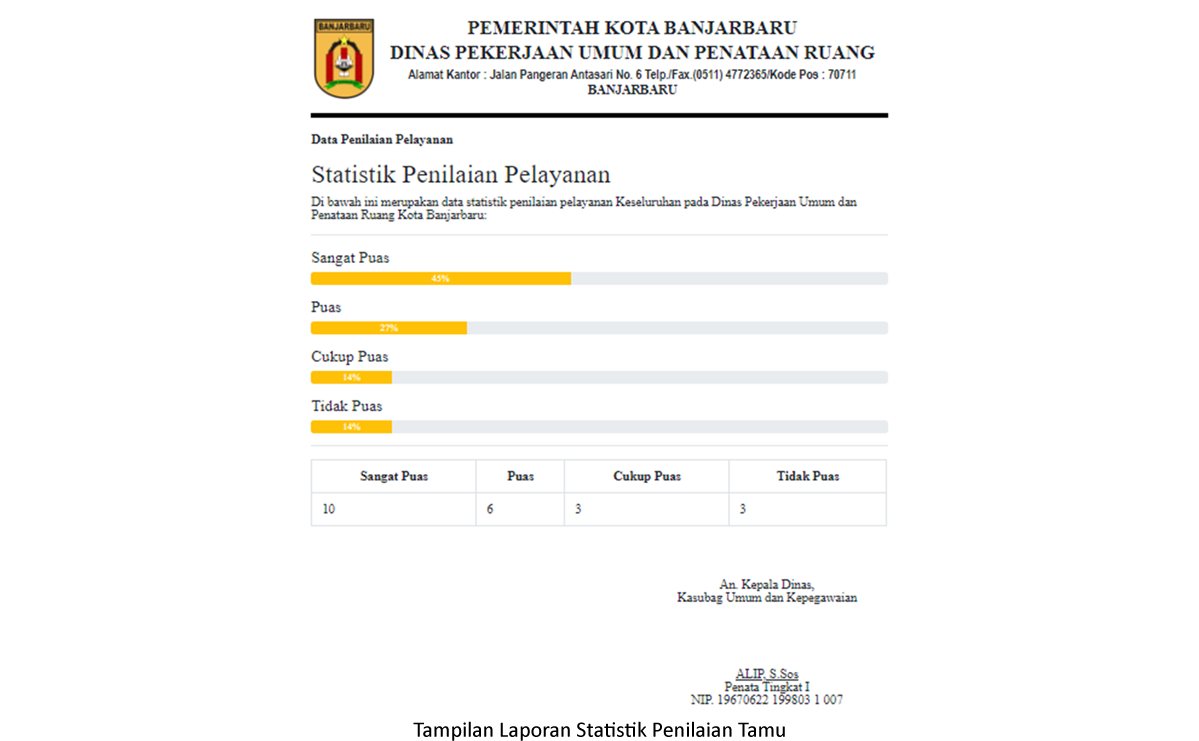 BANJARBARU
PEMERINTAH KOTA BANJARBARU
DINAS PEKERJAAN UMUM DAN PENATAAN RUANG
Alamat Kantor : Jalan Pangeran Antasari No. 6 Telp./Fax.(0511) 4772365/Kode Pos : 70711
BANJARBARU
Data Penilaian Pelayanan
Statistik Penilaian Pelayanan
Di bawah ini merupakan data statistik penilaian pelayanan Keseluruhan pada Dinas Pekerjaan Umum dan
Penataan Ruang Kota Banjarbaru:
Sangat Puas
45%
Puas
27%
Cukup Puas
14%
Tidak Puas
14%
Sangat Puas Puas Cukup Puas Tidak Puas
10 6 3 3
An. Kepala Dinas,
Kasubag Umum dan Kepegawaian
ALIP, S.Sos
Penata Tingkat I
NIP. 19670622 199803 1 007
Tampilan Laporan Statistik Penilaian Tamu